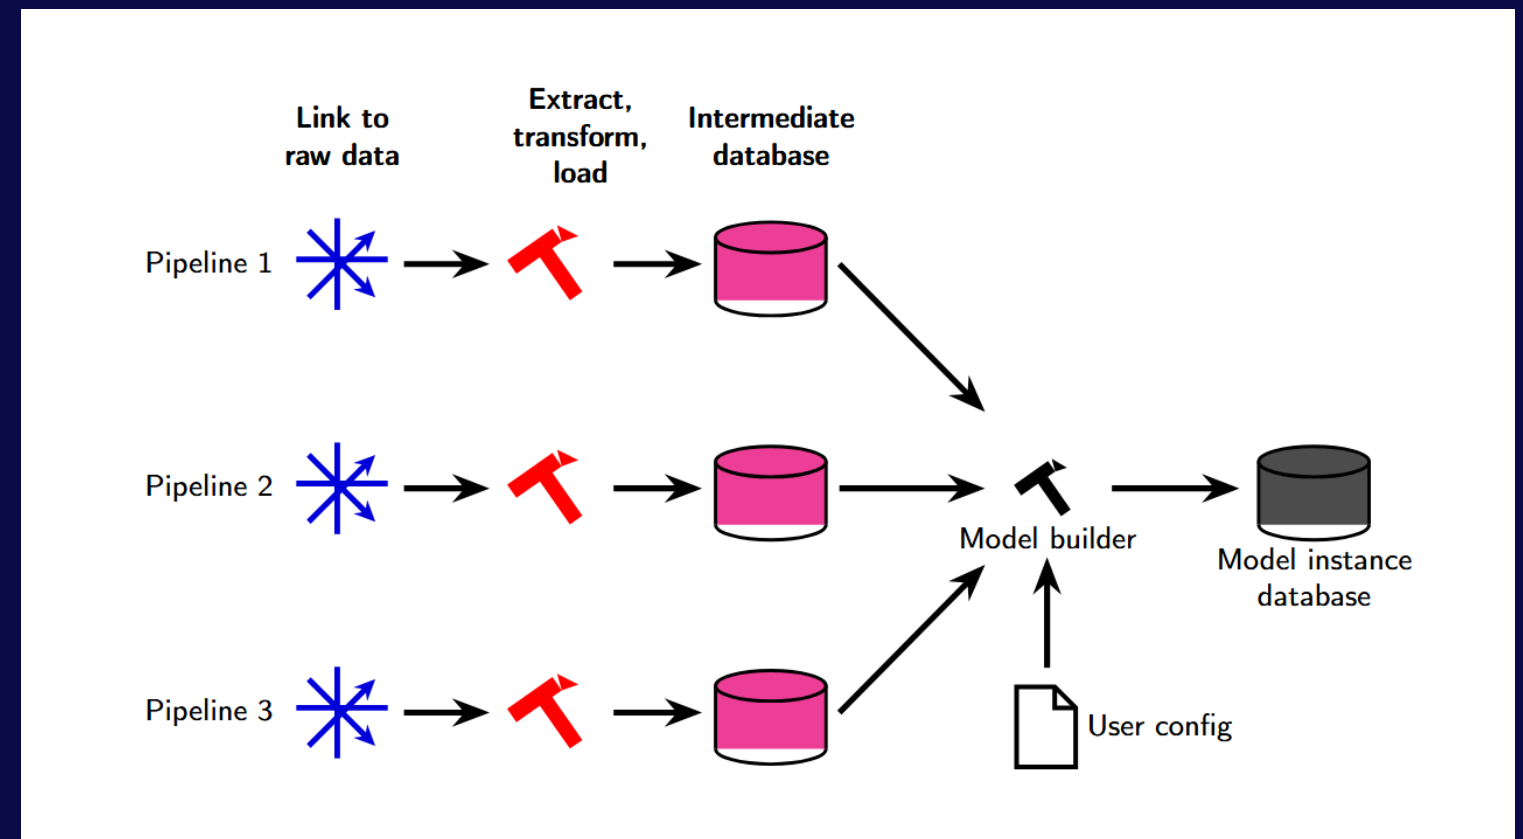 Link to
raw data
Extract,
transform,
load
Intermediate
database
Pipeline 1
Pipeline 2
Model builder
Model instance
database
Pipeline 3
User config